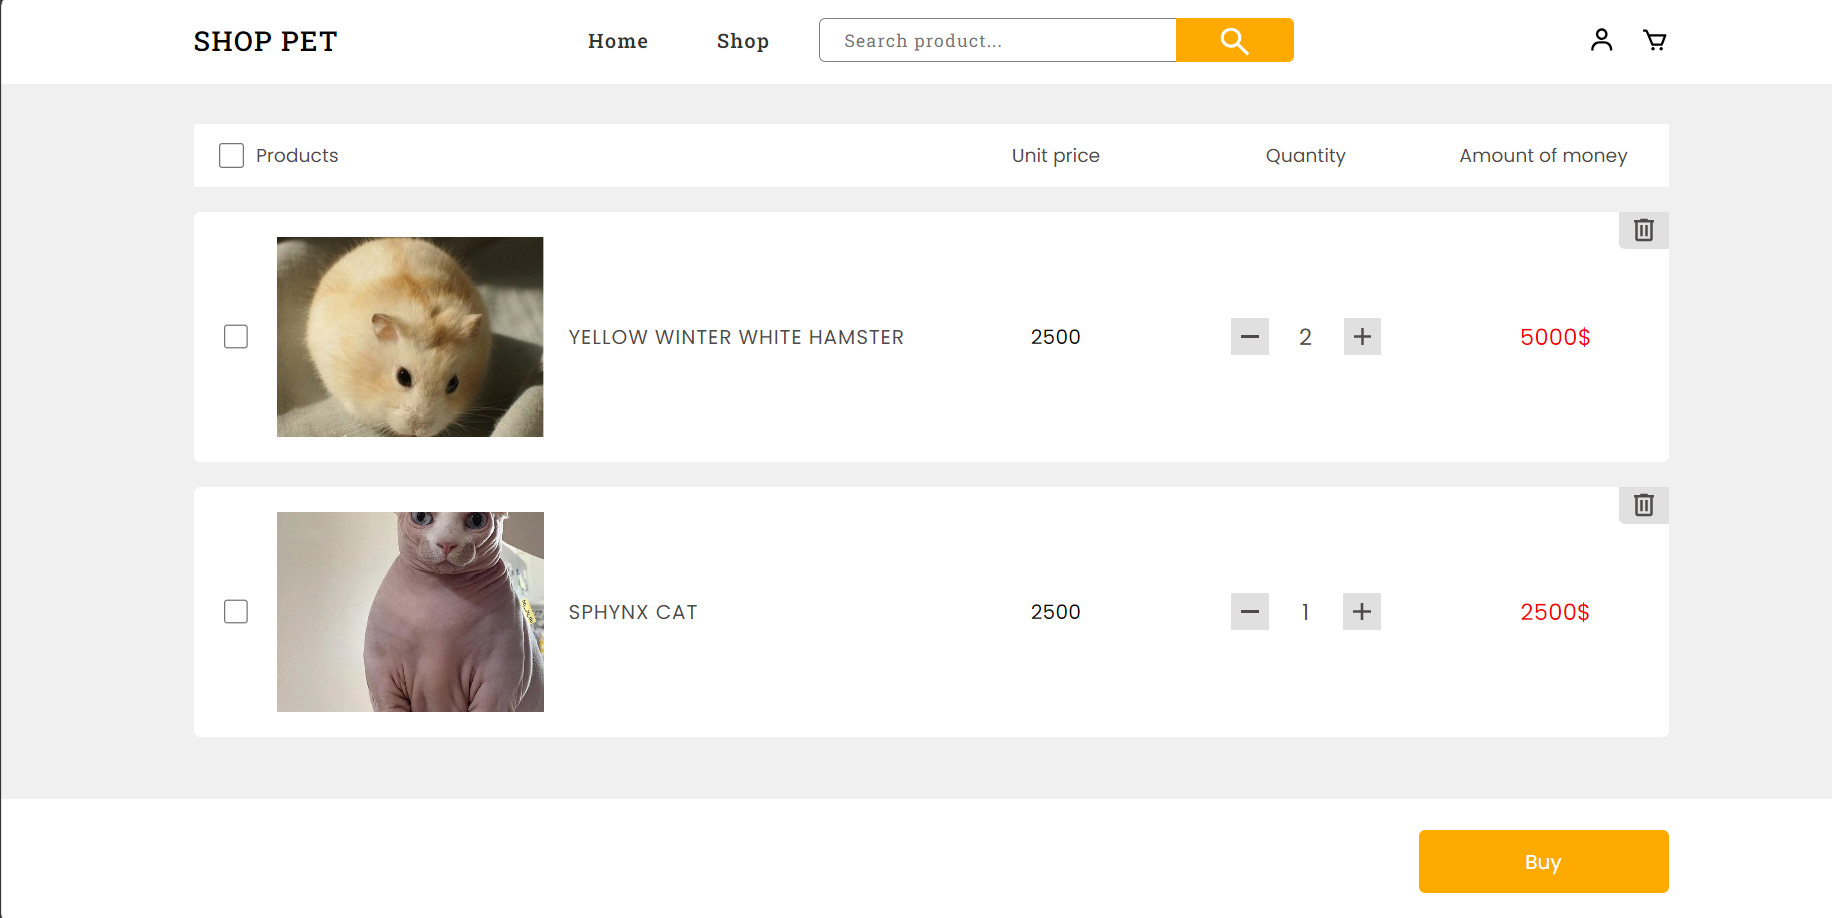 SHOP PET
Home
Shop
Search product...
Products
Unit price
Quantity
Amount of money
YELLOW WINTER WHITE HAMSTER
2500
2
5000$
SPHYNX CAT
2500
1
2500$
Buy